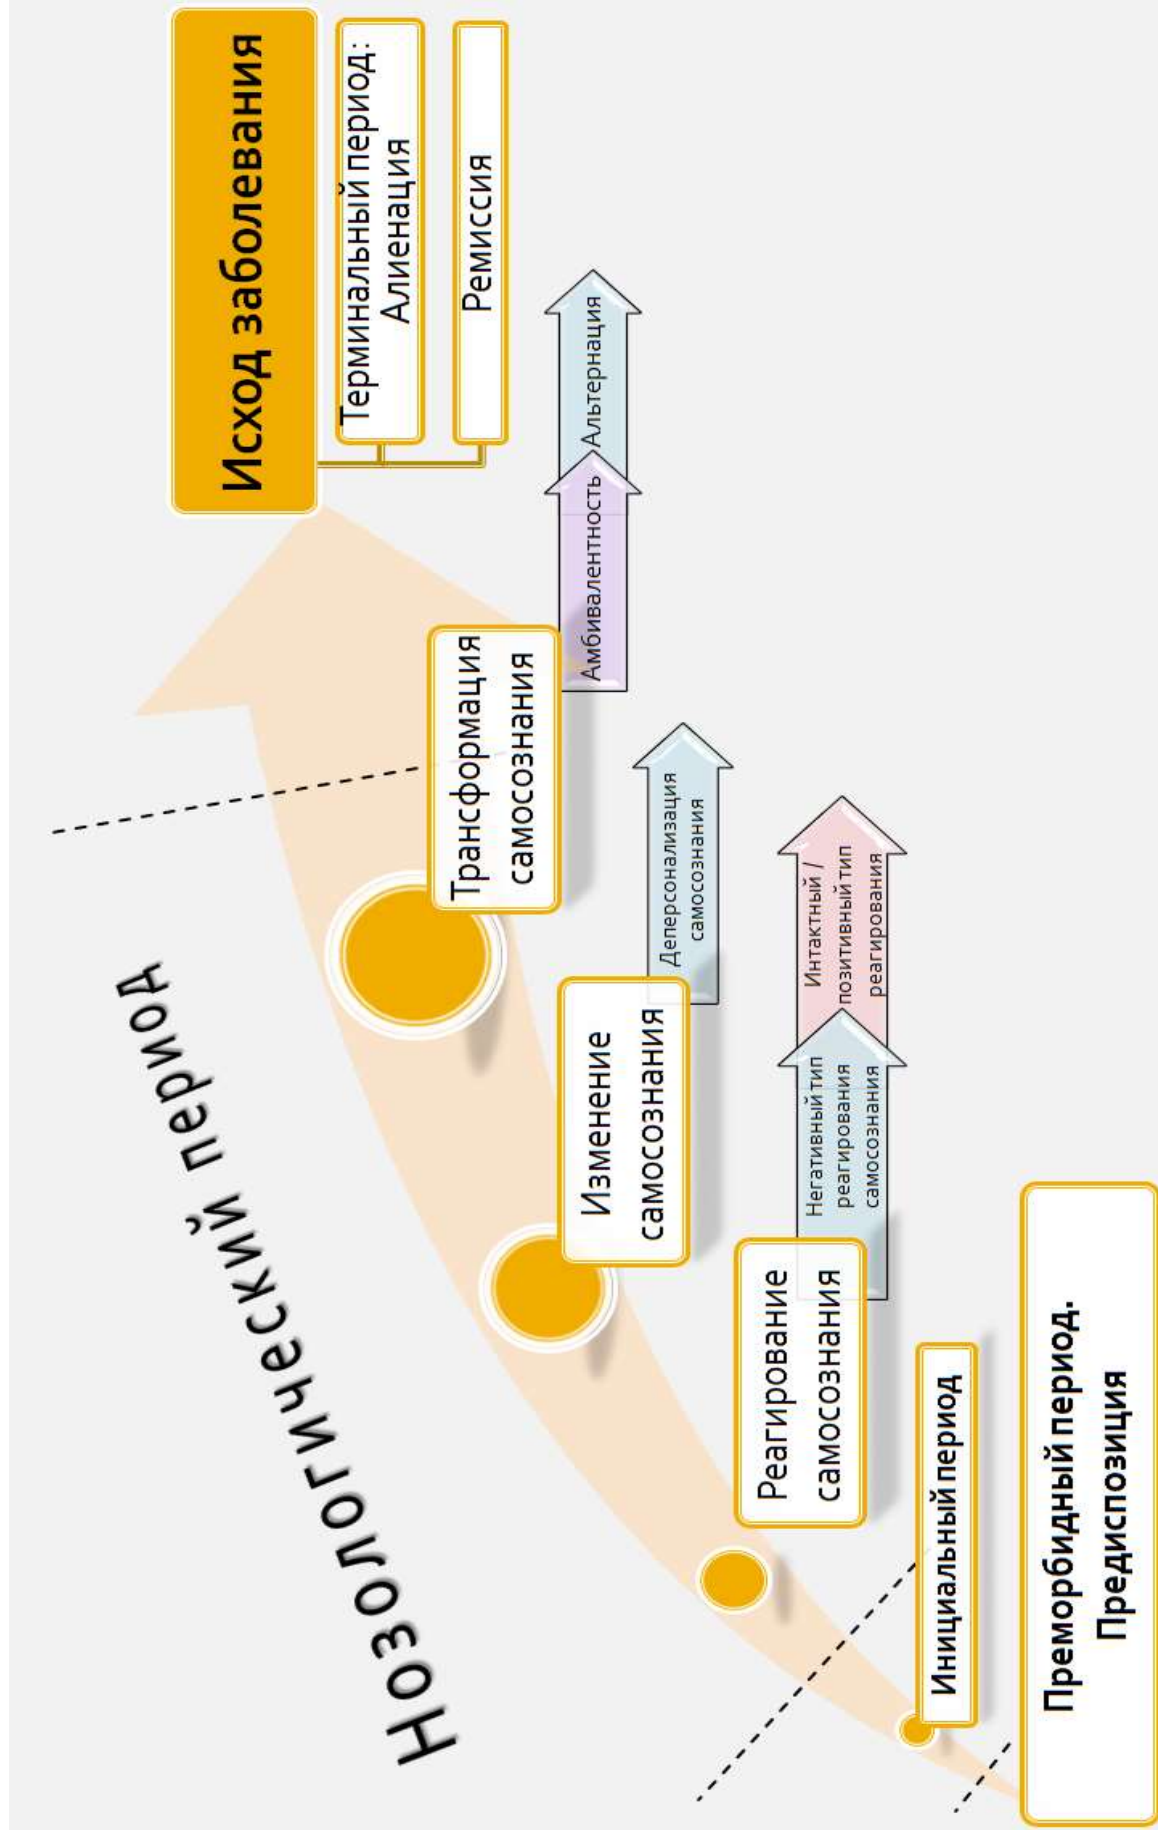 Нозологический период
Исход заболевания
Терминальный период:
Алиенация
Ремиссия
Трансформация
самосознания
Амбивалентность
Альтернация
Изменение
самосознания
Деперсонализация
самосознания
Реагирование
самосознания
Негативный тип
реагирования
самосознания
Интактный /
позитивный тип
реагирования
Инициальный период
Преморбидный период.
Предиспозиция